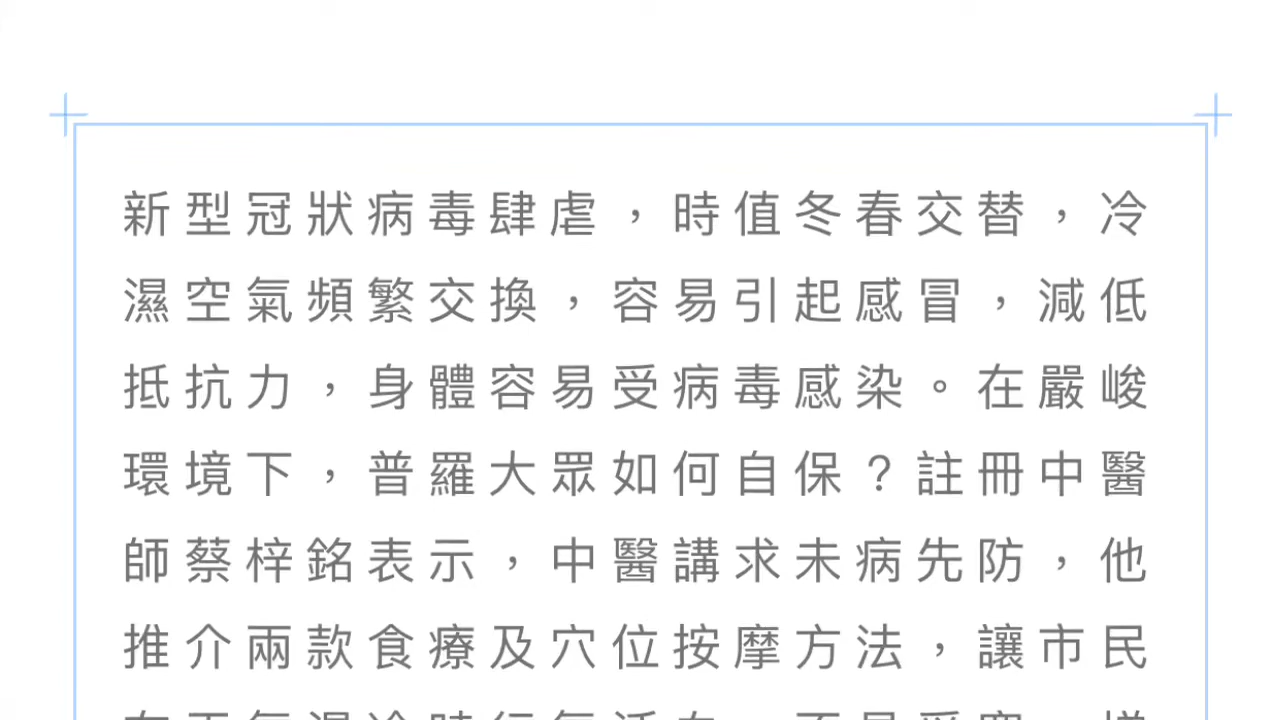 新型冠狀病毒肆虐，時值冬春交替，冷
濕空氣頻繁交換，容易引起感冒，減低
抵抗力，身體容易受病毒感染。在嚴峻
環境下，普羅大眾如何自保？註冊中醫
師蔡梓銘表示，中醫講求未病先防，他
推介兩款食療及穴位按摩方法，讓市民